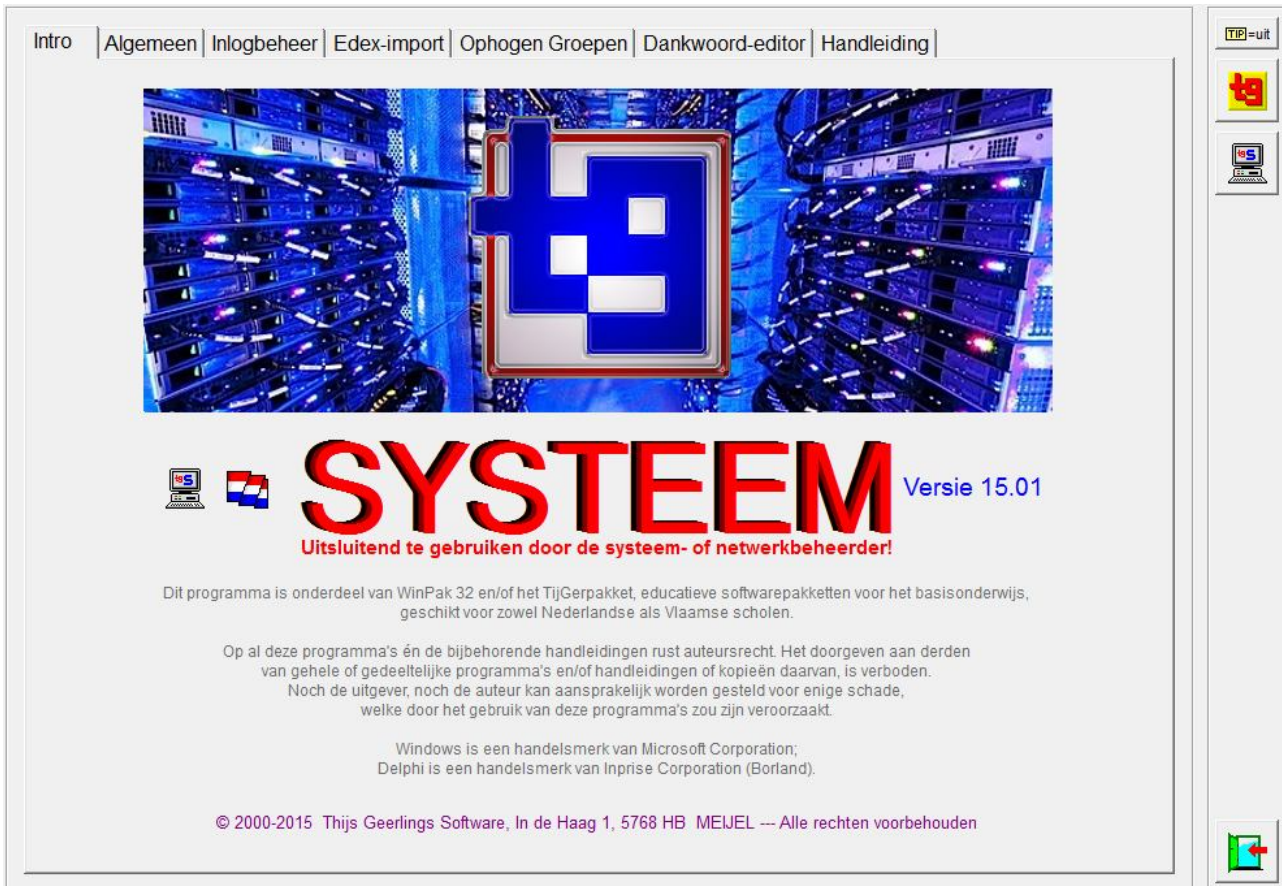 Intro Algemeen Inlogbeheer Edex-import Ophogen Groepen Dankwoord-editor Handleiding
TIP=uit
tg
tg
tgS
tgS
SYSTEEM
Versie 15.01
Uitsluitend te gebruiken door de systeem- of netwerkbeheerder!
Dit programma is onderdeel van WinPak 32 en/of het TijGerpakket, educatieve softwarepakketten voor het basisonderwijs,
geschikt voor zowel Nederlandse als Vlaamse scholen.
Op al deze programma's én de bijbehorende handleidingen rust auteursrecht. Het doorgeven aan derden
van gehele of gedeeltelijke programma's en/of handleidingen of kopieën daarvan, is verboden.
Noch de uitgever, noch de auteur kan aansprakelijk worden gesteld voor enige schade,
welke door het gebruik van deze programma's zou zijn veroorzaakt.
Windows is een handelsmerk van Microsoft Corporation;
Delphi is een handelsmerk van Inprise Corporation (Borland).
© 2000-2015 Thijs Geerlings Software, In de Haag 1, 5768 HB MEIJEL --- Alle rechten voorbehouden